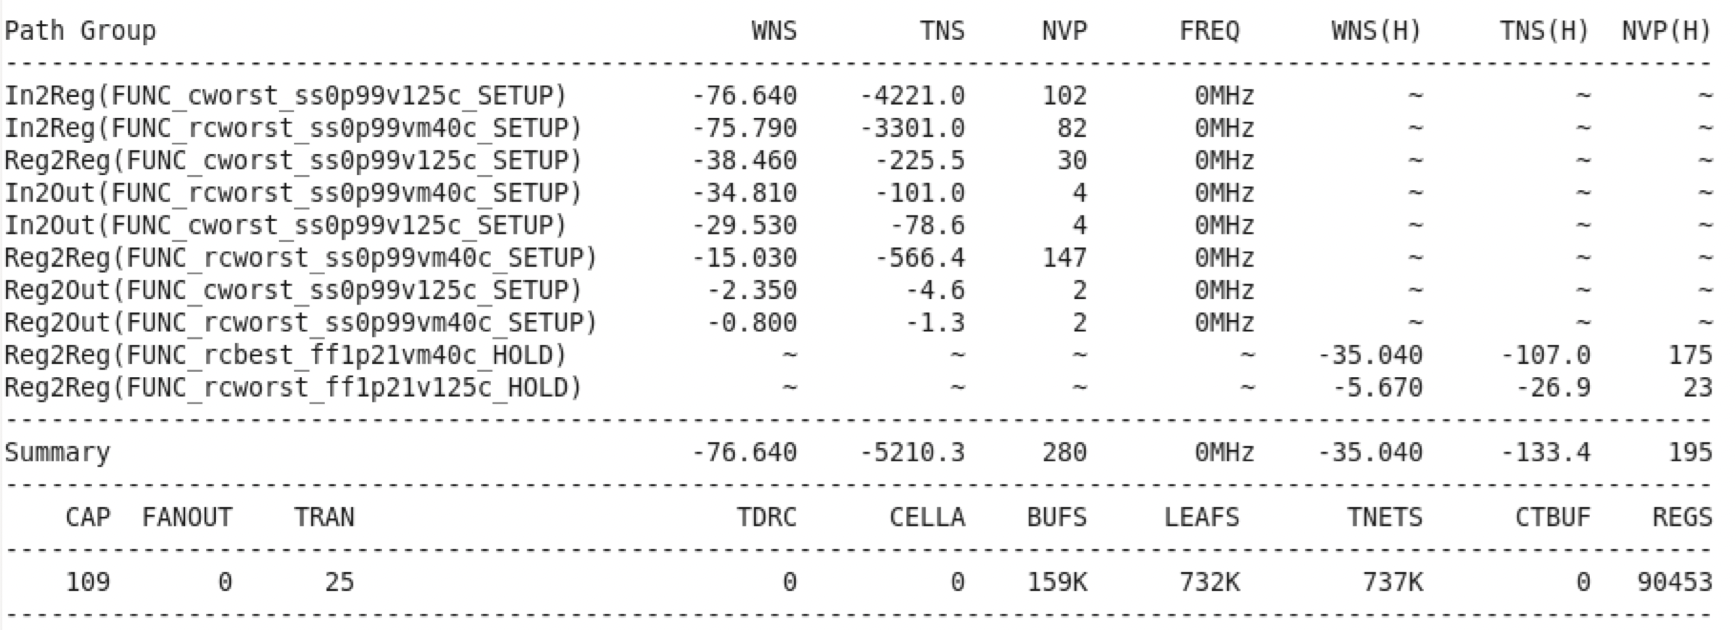 Path Group WNS TNS NVP FREQ WNS(H) TNS(H) NVP(H)
-----------------------------------------------------------------------------------------------------------------
In2Reg(FUNC_cworst_ss0p99v125c_SETUP) -76.640 -4221.0 102 0MHz ~ ~ ~
In2Reg(FUNC_rcworst_ss0p99vm40c_SETUP) -75.790 -3301.0 82 0MHz ~ ~ ~
Reg2Reg(FUNC_cworst_ss0p99v125c_SETUP) -38.460 -225.5 30 0MHz ~ ~ ~
In2Out(FUNC_rcworst_ss0p99vm40c_SETUP) -34.810 -101.0 4 0MHz ~ ~ ~
In2Out(FUNC_cworst_ss0p99v125c_SETUP) -29.530 -78.6 4 0MHz ~ ~ ~
Reg2Reg(FUNC_rcworst_ss0p99vm40c_SETUP) -15.030 -566.4 147 0MHz ~ ~ ~
Reg2Out(FUNC_cworst_ss0p99v125c_SETUP) -2.350 -4.6 2 0MHz ~ ~ ~
Reg2Out(FUNC_rcworst_ss0p99vm40c_SETUP) -0.800 -1.3 2 0MHz ~ ~ ~
Reg2Reg(FUNC_rcbest_ff1p21vm40c_HOLD) ~ ~ ~ ~ -35.040 -107.0 175
Reg2Reg(FUNC_rcworst_ff1p21v125c_HOLD) ~ ~ ~ ~ -5.670 -26.9 23
-----------------------------------------------------------------------------------------------------------------
Summary -76.640 -5210.3 280 0MHz -35.040 -133.4 195
-----------------------------------------------------------------------------------------------------------------
CAP FANOUT TRAN TDRC CELLA BUFS LEAFS TNETS CTBUF REGS
-----------------------------------------------------------------------------------------------------------------
109 0 25 0 0 159K 732K 737K 0 90453
-----------------------------------------------------------------------------------------------------------------